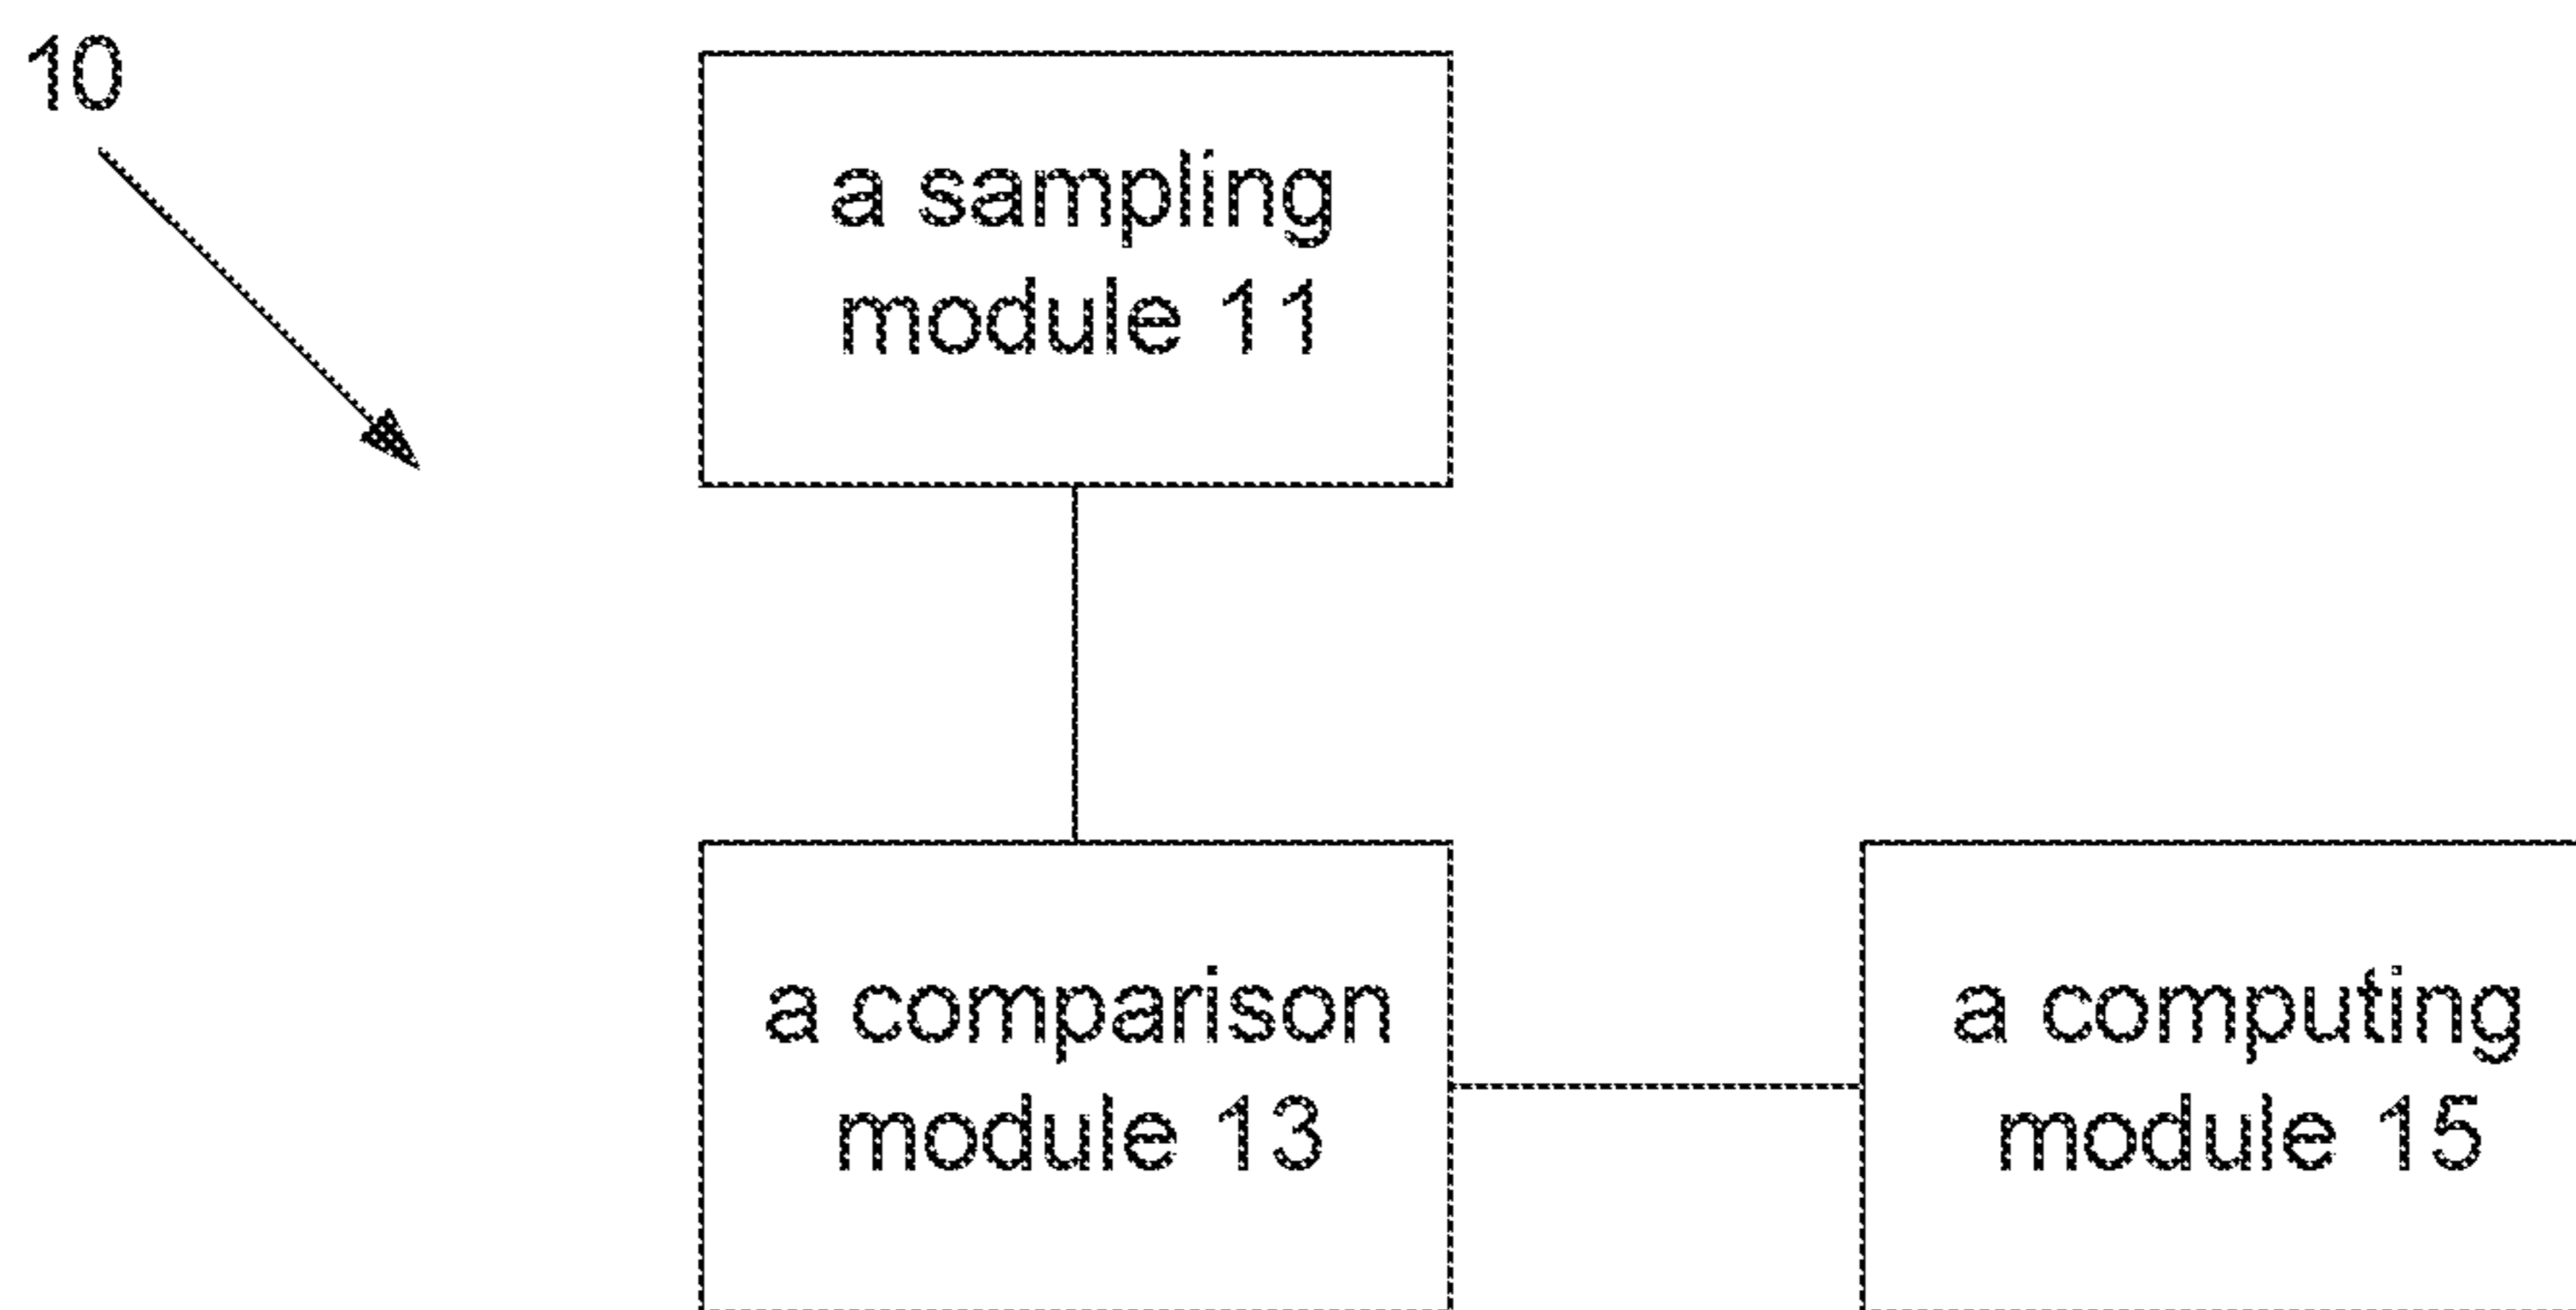 10
a sampling
module 11
a comparison
module 13
a computing
module 15